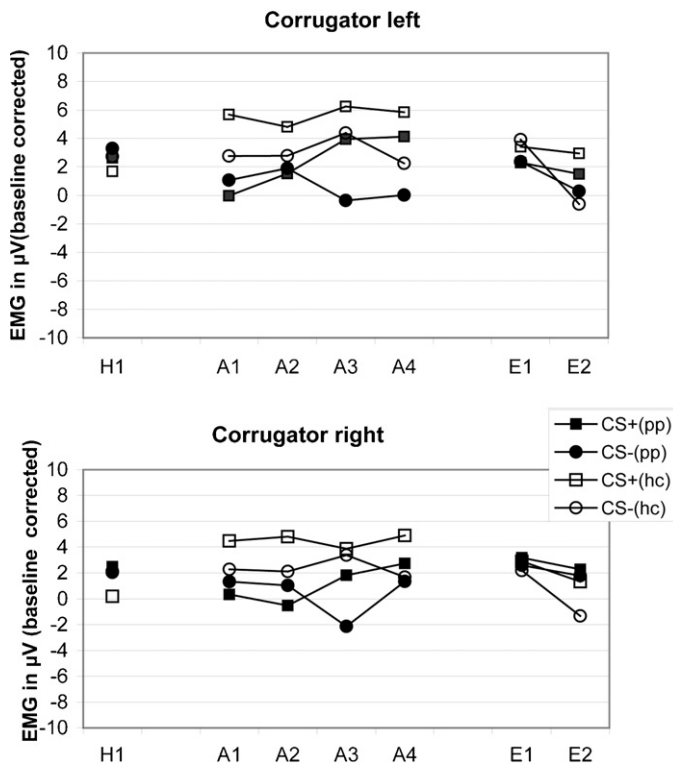 Corrugator left
EMG in µV(baseline corrected)
10
8
6
4
2
0
-2
-4
-6
-8
-10
H1 A1 A2 A3 A4 E1 E2
CS+(pp)
CS-(pp)
CS+(hc)
CS-(hc)
Corrugator right
EMG in µV (baseline corrected)
10
8
6
4
2
0
-2
-4
-6
-8
-10
H1 A1 A2 A3 A4 E1 E2